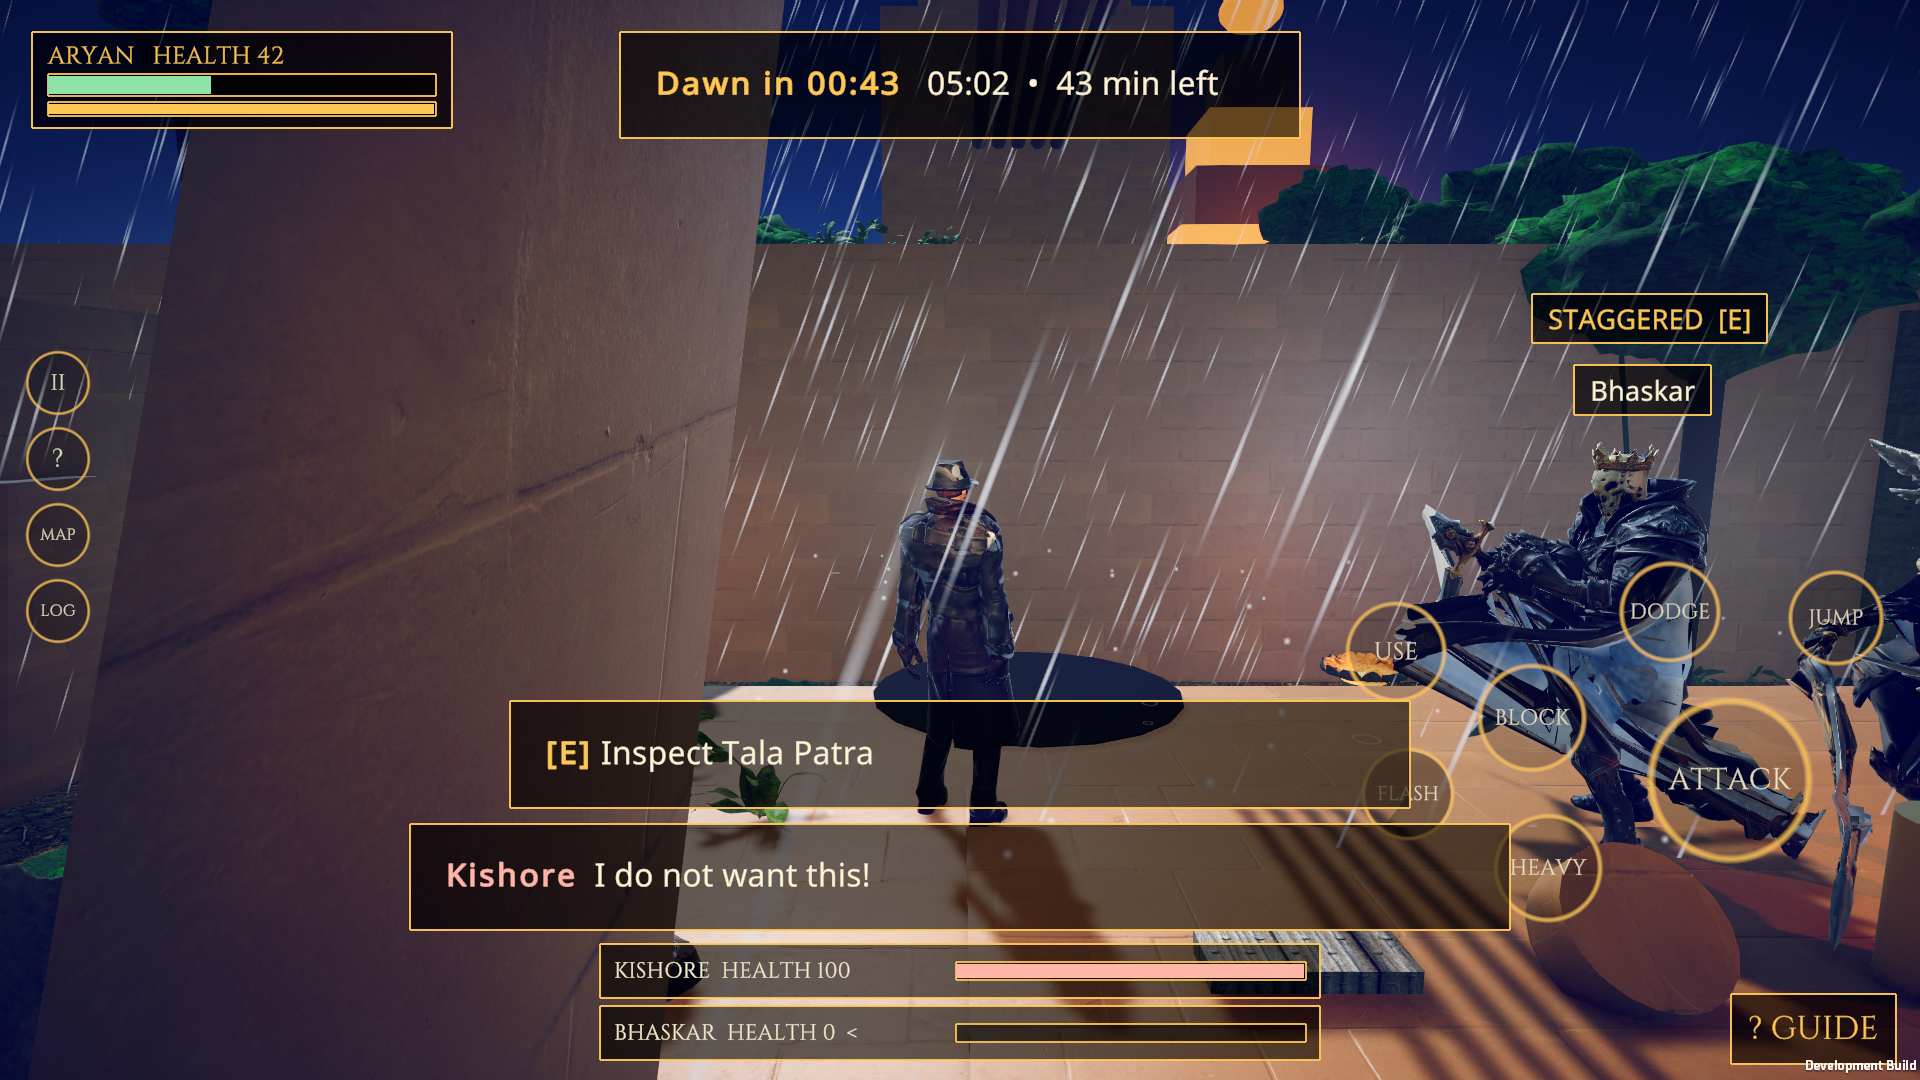 ARYAN HEALTH 42
Dawn in 00:43 05:02 • 43 min left
STAGGERED [E]
Bhaskar
II
?
MAP
LOG
DODGE
JUMP
USE
BLOCK
ATTACK
FLASH
HEAVY
[E] Inspect Tala Patra
Kishore I do not want this!
KISHORE HEALTH 100
BHASKAR HEALTH 0 <
? GUIDE
Development Build